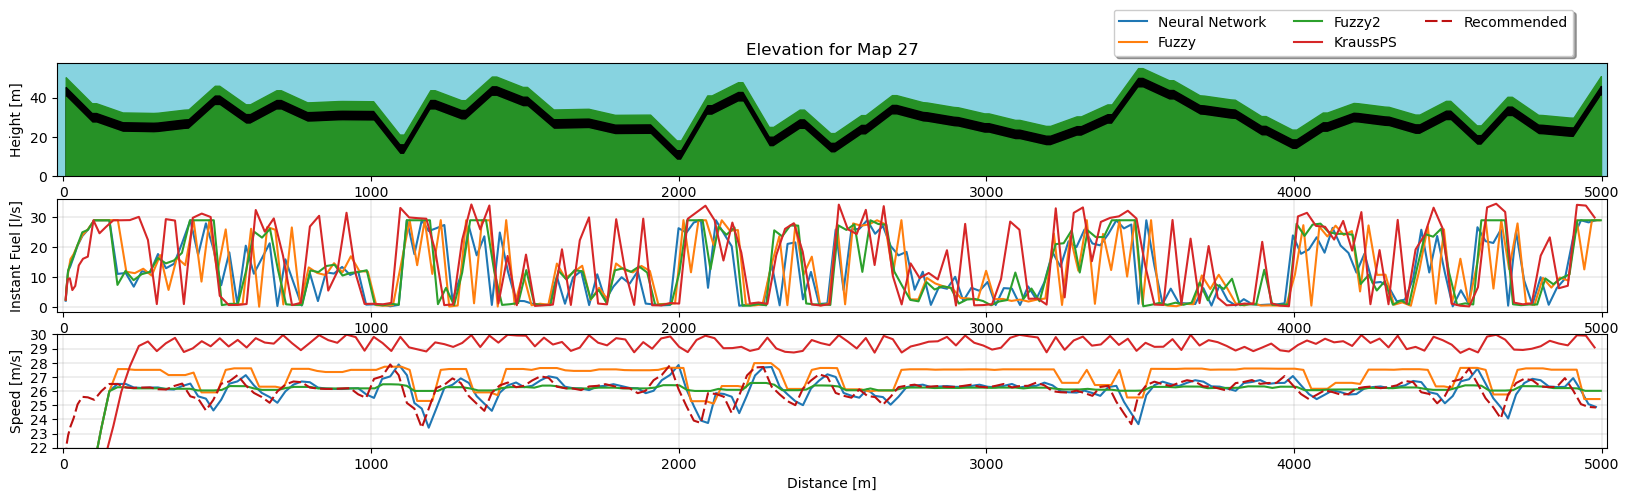 Neural Network
Fuzzy
Fuzzy2
KraussPS
Recommended
Elevation for Map 27
Height [m]
40
20
0
0 1000 2000 3000 4000 5000
Instant Fuel [l/s]
30
20
10
0
0 1000 2000 3000 4000 5000
Speed [m/s]
30
29
28
27
26
25
24
23
22
0 1000 2000 3000 4000 5000
Distance [m]